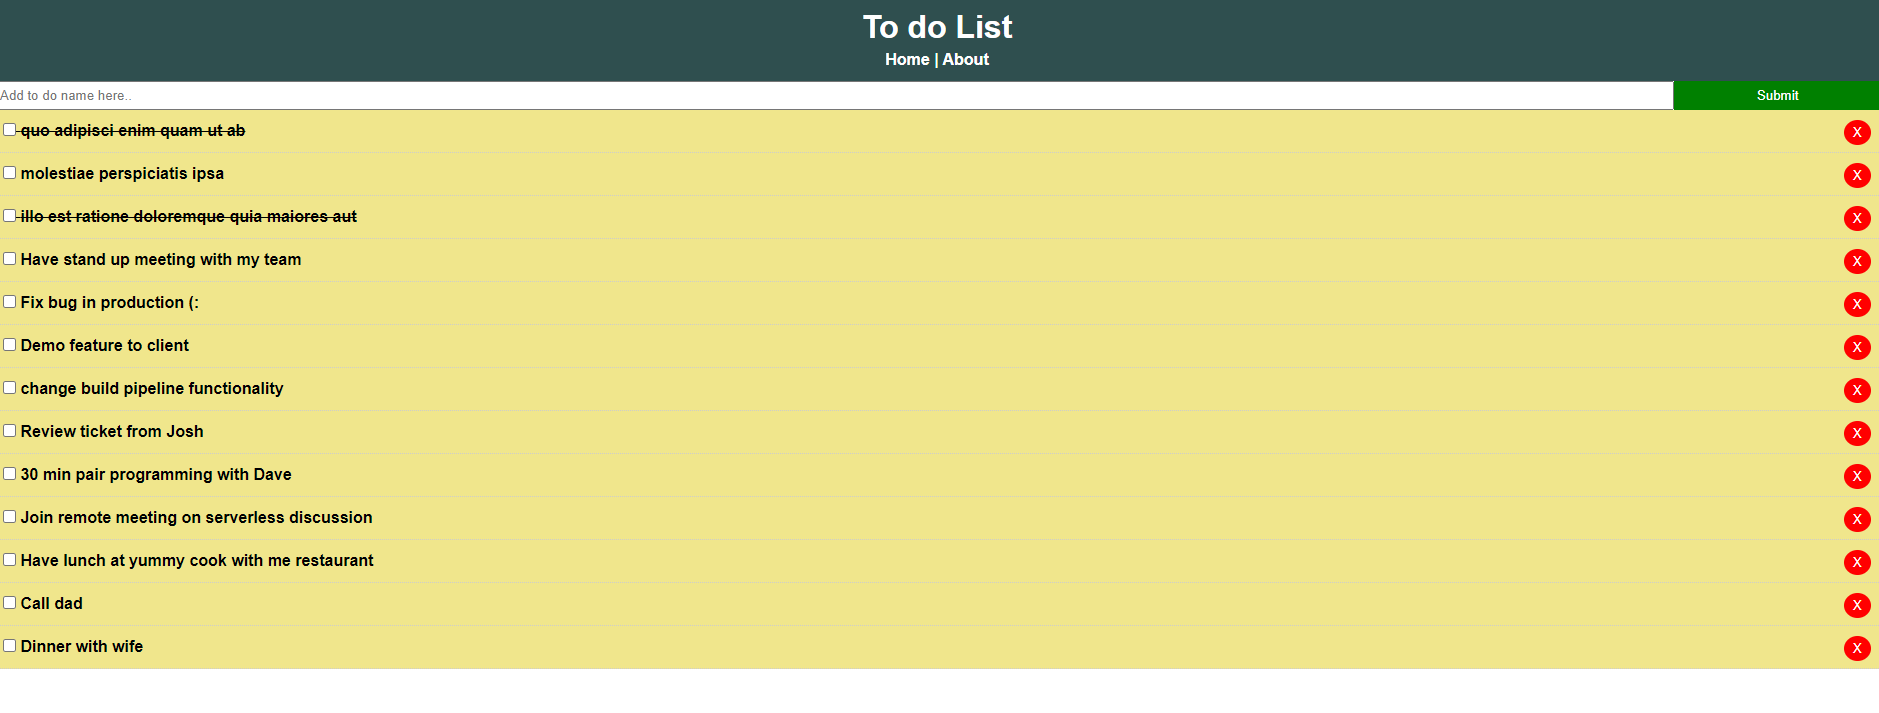 To do List
Home | About
Add to do name here..
Submit
quo adipisci enim quam ut ab X
molestiae perspiciatis ipsa X
illo est ratione doloremque quia maiores aut X
Have stand up meeting with my team X
Fix bug in production (: X
Demo feature to client X
change build pipeline functionality X
Review ticket from Josh X
30 min pair programming with Dave X
Join remote meeting on serverless discussion X
Have lunch at yummy cook with me restaurant X
Call dad X
Dinner with wife X